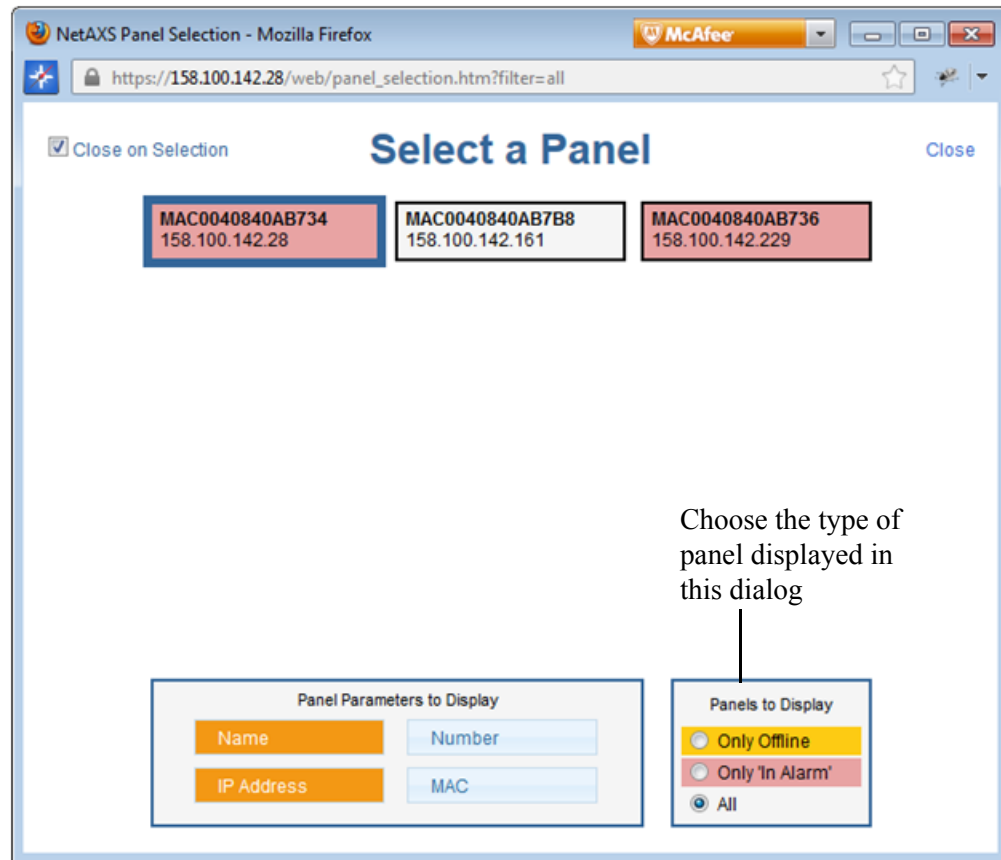 NetAXS Panel Selection - Mozilla Firefox
McAfee
https://158.100.142.28/web/panel_selection.htm?filter=all
Close on Selection
Select a Panel
Close
MAC0040840AB734
158.100.142.28
MAC0040840AB7B8
158.100.142.161
MAC0040840AB736
158.100.142.229
Choose the type of
panel displayed in
this dialog
Panel Parameters to Display
Name
Number
IP Address
MAC
Panels to Display
Only Offline
Only 'In Alarm'
All